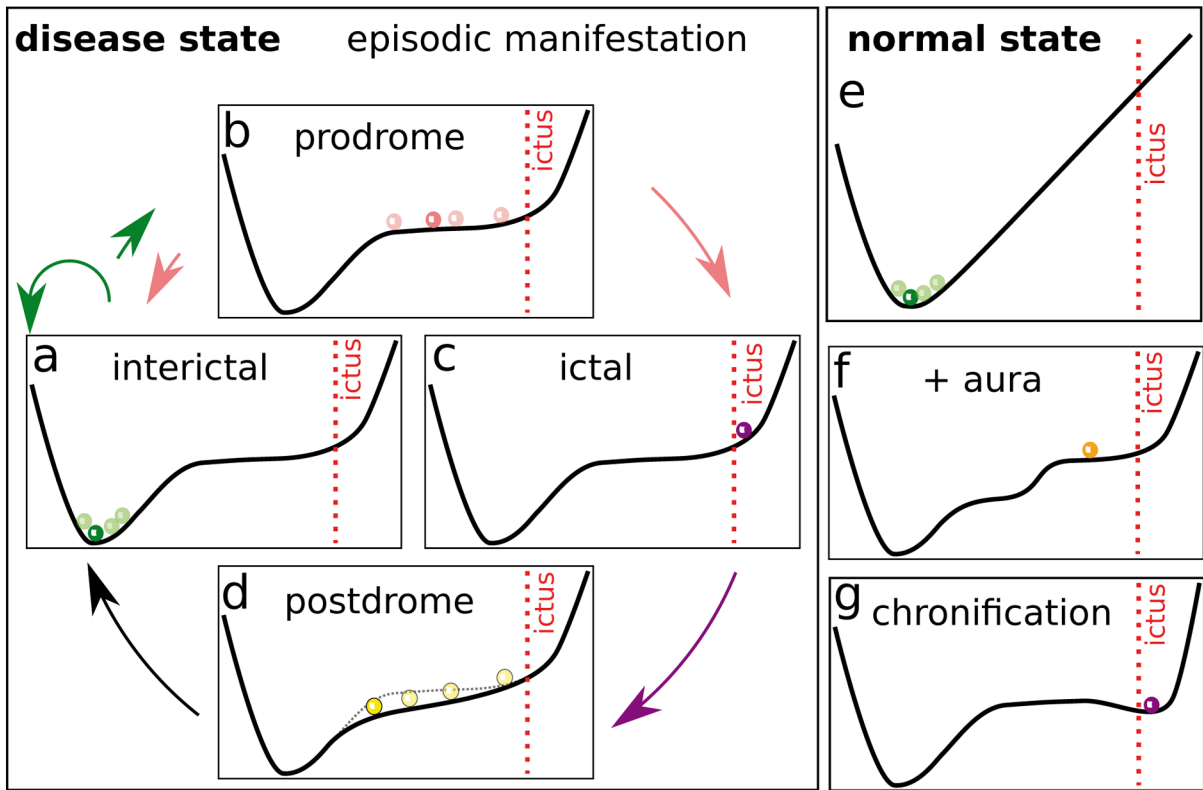 disease state episodic manifestation
b prodrome
ictus
a interictal
ictus
c ictal
ictus
d postdrome
ictus
normal state
e
ictus
f + aura
ictus
g chronification
ictus